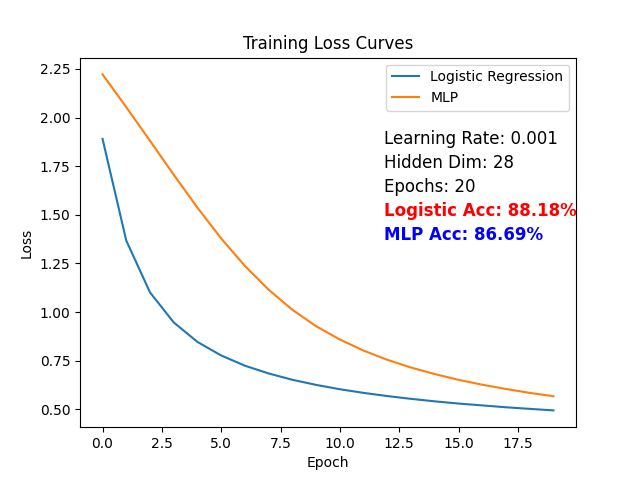 Training Loss Curves
Logistic Regression
MLP
Learning Rate: 0.001
Hidden Dim: 28
Epochs: 20
Logistic Acc: 88.18%
MLP Acc: 86.69%
Loss
2.25
2.00
1.75
1.50
1.25
1.00
0.75
0.50
0.0 2.5 5.0 7.5 10.0 12.5 15.0 17.5
Epoch